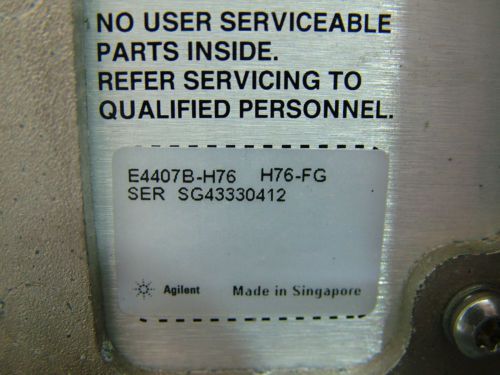 NO USER SERVICEABLE
PARTS INSIDE.
REFER SERVICING TO
QUALIFIED PERSONNEL.
E4407B-H76 H76-FG
SER SG43330412
Agilent Made in Singapore